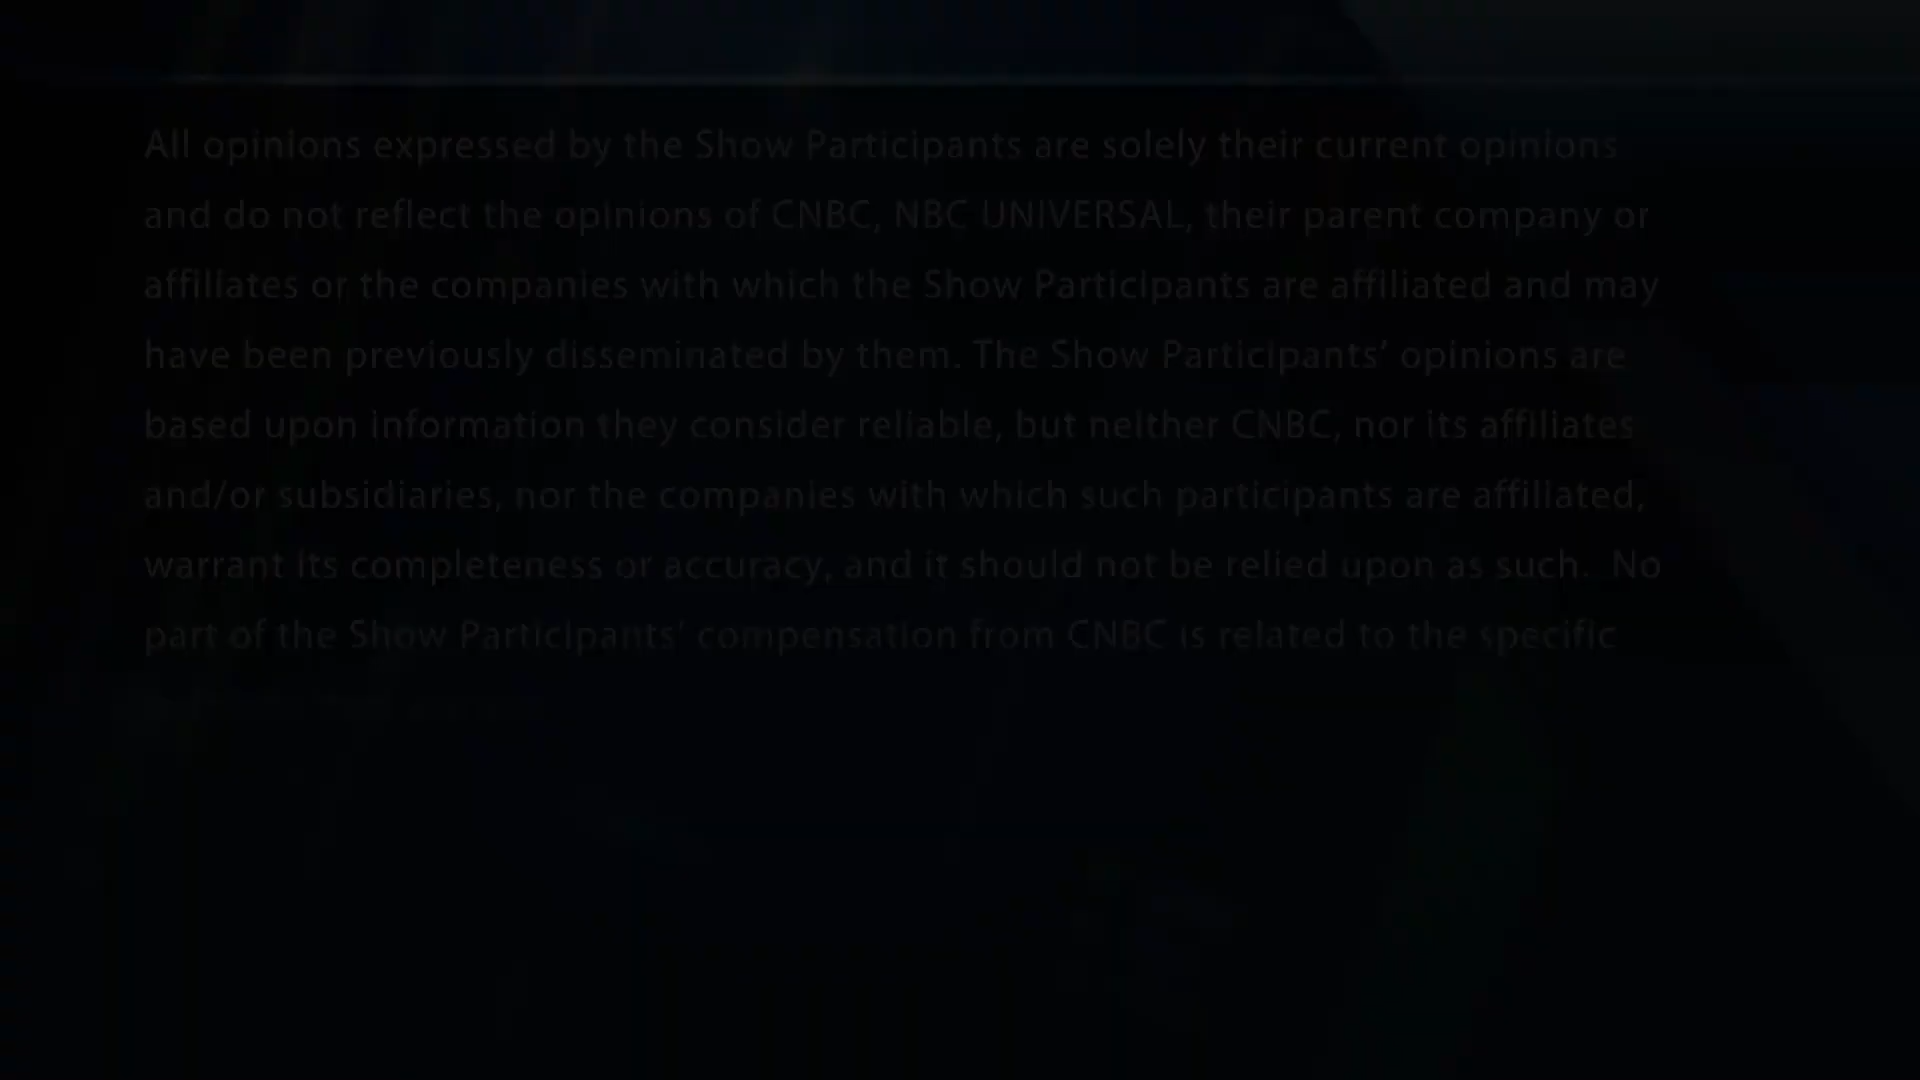 All opinions expressed by the Show Participants are solely their current opinions
and do not reflect the opinions of CNBC, NBC UNIVERSAL, their parent company or
affiliates or the companies with which the Show Participants are affiliated and may
have been previously disseminated by them. The Show Participants’ opinions are
based upon information they consider reliable, but neither CNBC, nor its affiliates
and/or subsidiaries, nor the companies with which such participants are affiliated,
warrant its completeness or accuracy, and it should not be relied upon as such. No
part of the Show Participants’ compensation from CNBC is related to the specific